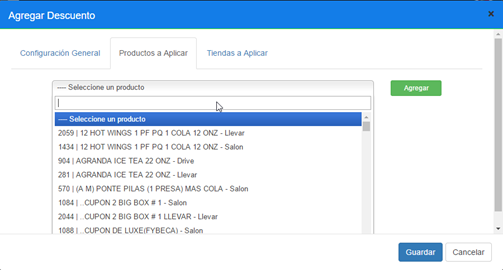 Agregar Descuento
×
Configuración General
Productos a Aplicar
Tiendas a Aplicar
---- Seleccione un producto
Agregar
---- Seleccione un producto
2059 | 12 HOT WINGS 1 PF PQ 1 COLA 12 ONZ - Llevar
1434 | 12 HOT WINGS 1 PF PQ 1 COLA 12 ONZ - Salon
904 | AGRANDA ICE TEA 22 ONZ - Drive
281 | AGRANDA ICE TEA 22 ONZ - Llevar
570 | (A M) PONTE PILAS (1 PRESA) MAS COLA - Salon
1084 | ..CUPON 2 BIG BOX # 1 - Salon
2044 | ..CUPON 2 BIG BOX # 1 LLEVAR - Llevar
1088 | ..CUPON DE LUXE(FYBECA) - Salon
Guardar
Cancelar